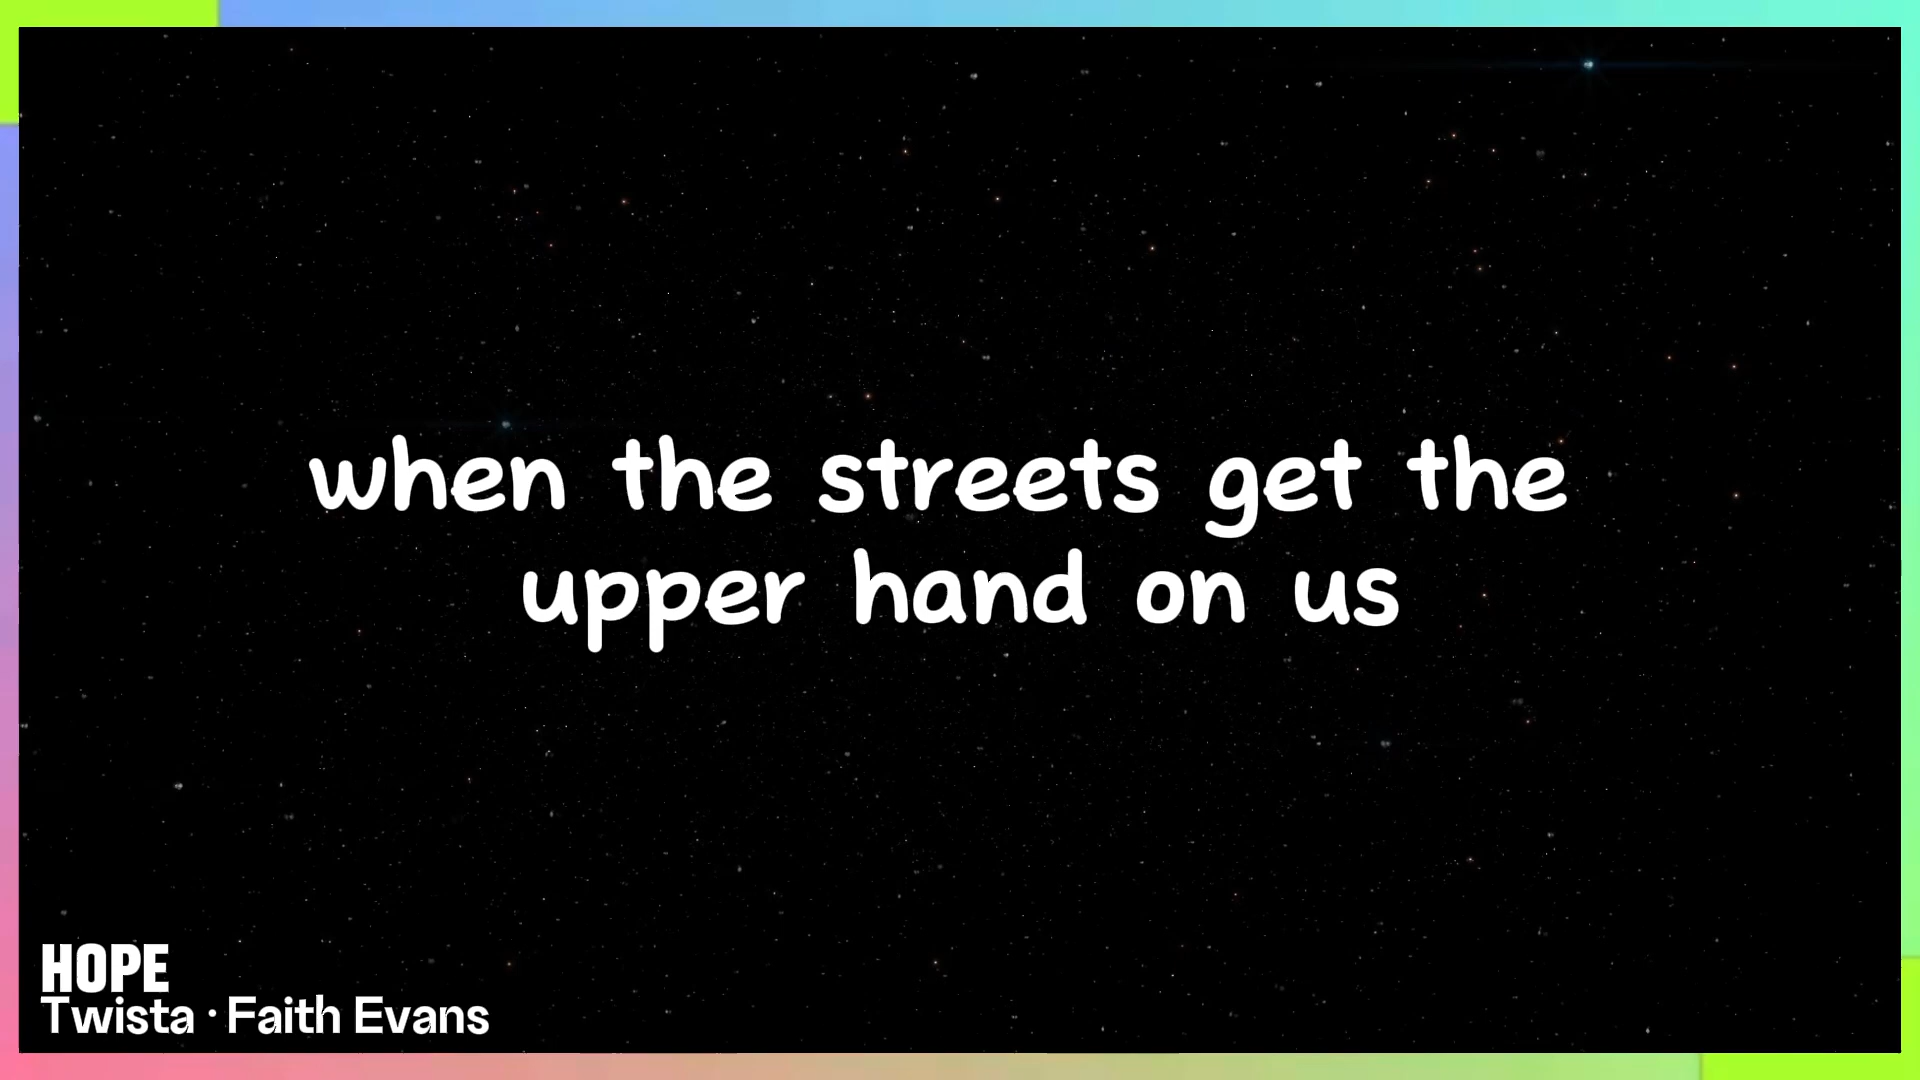 when the streets get the
upper hand on us
HOPE
Twista · Faith Evans